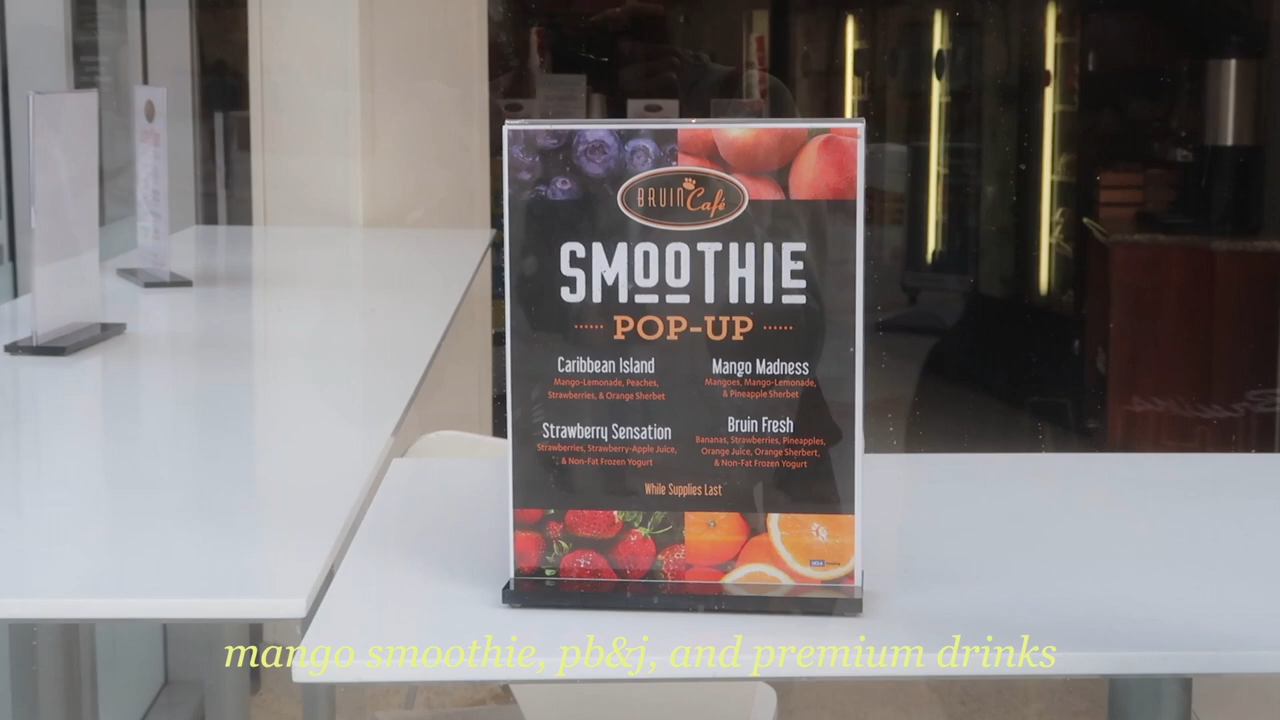 BRUIN Café
SMOOTHIE
POP-UP
Caribbean Island
Mango-Lemonade, Peaches,
Strawberries, & Orange Sherbet
Mango Madness
Mangoes, Mango-Lemonade,
& Pineapple Sherbet
Strawberry Sensation
Strawberries, Strawberry-Apple Juice,
& Non-Fat Frozen Yogurt
Bruin Fresh
Bananas, Strawberries, Pineapples,
Orange Juice, Orange Sherbert,
& Non-Fat Frozen Yogurt
While Supplies Last
UCLA
mango smoothie, pb&j, and premium drinks